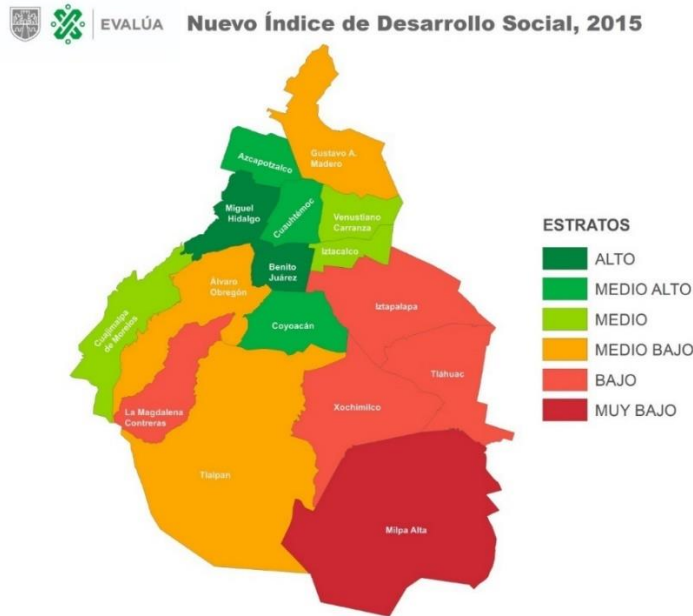 EVALÚA
Nuevo Índice de Desarrollo Social, 2015
Gustavo A.
Madero
Azcapotzalco
Miguel
Hidalgo
Cuauhtémoc
Venustiano
Carranza
Iztacalco
Benito
Juárez
Álvaro
Obregón
Cuajimalpa
de Morelos
Coyoacán
Iztapalapa
Tláhuac
La Magdalena
Contreras
Xochimilco
Tlalpan
Milpa Alta
ESTRATOS
ALTO
MEDIO ALTO
MEDIO
MEDIO BAJO
BAJO
MUY BAJO